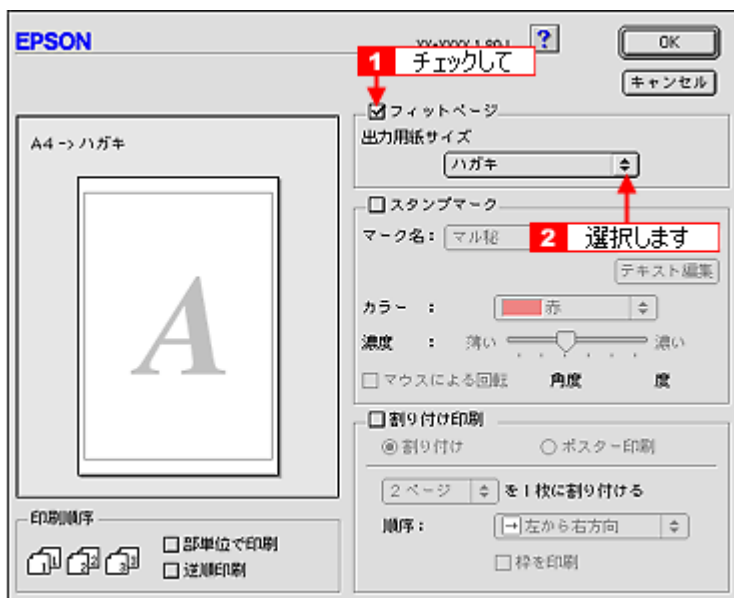 EPSON
OK
キャンセル
1 チェックして
フィットページ
出力用紙サイズ
ハガキ
2 選択します
A4 -> ハガキ
A
スタンプマーク
マーク名: マル秘
テキスト編集
カラー : 赤
濃度 : 薄い 濃い
マウスによる回転 角度 度
割り付け印刷
割り付け ポスター印刷
2 ページ を1枚に割り付ける
順序: 左から右方向
枠を印刷
印刷順序
1 1 2 2 3 3
部単位で印刷
逆順印刷